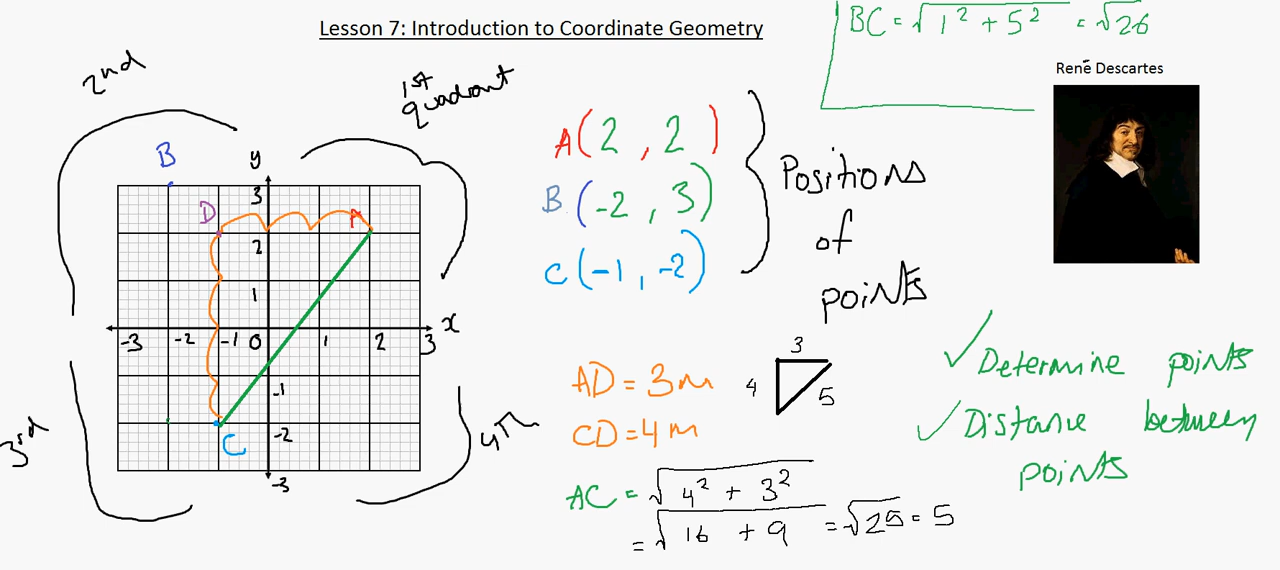 Lesson 7: Introduction to Coordinate Geometry
BC = √1² + 5² = √26
René Descartes
2nd
1st
quadrant
3rd
4th
B
D
A
C
y
x
3
2
1
-3 -2 -1 0 1 2 3
-1
-2
-3
A(2, 2)
B(-2, 3)
C(-1, -2)
Positions
of
points
AD = 3m
CD = 4m
3
4
5
AC = √4² + 3²
= √16 + 9 = √25 = 5
✓Determine points
✓Distance between
points